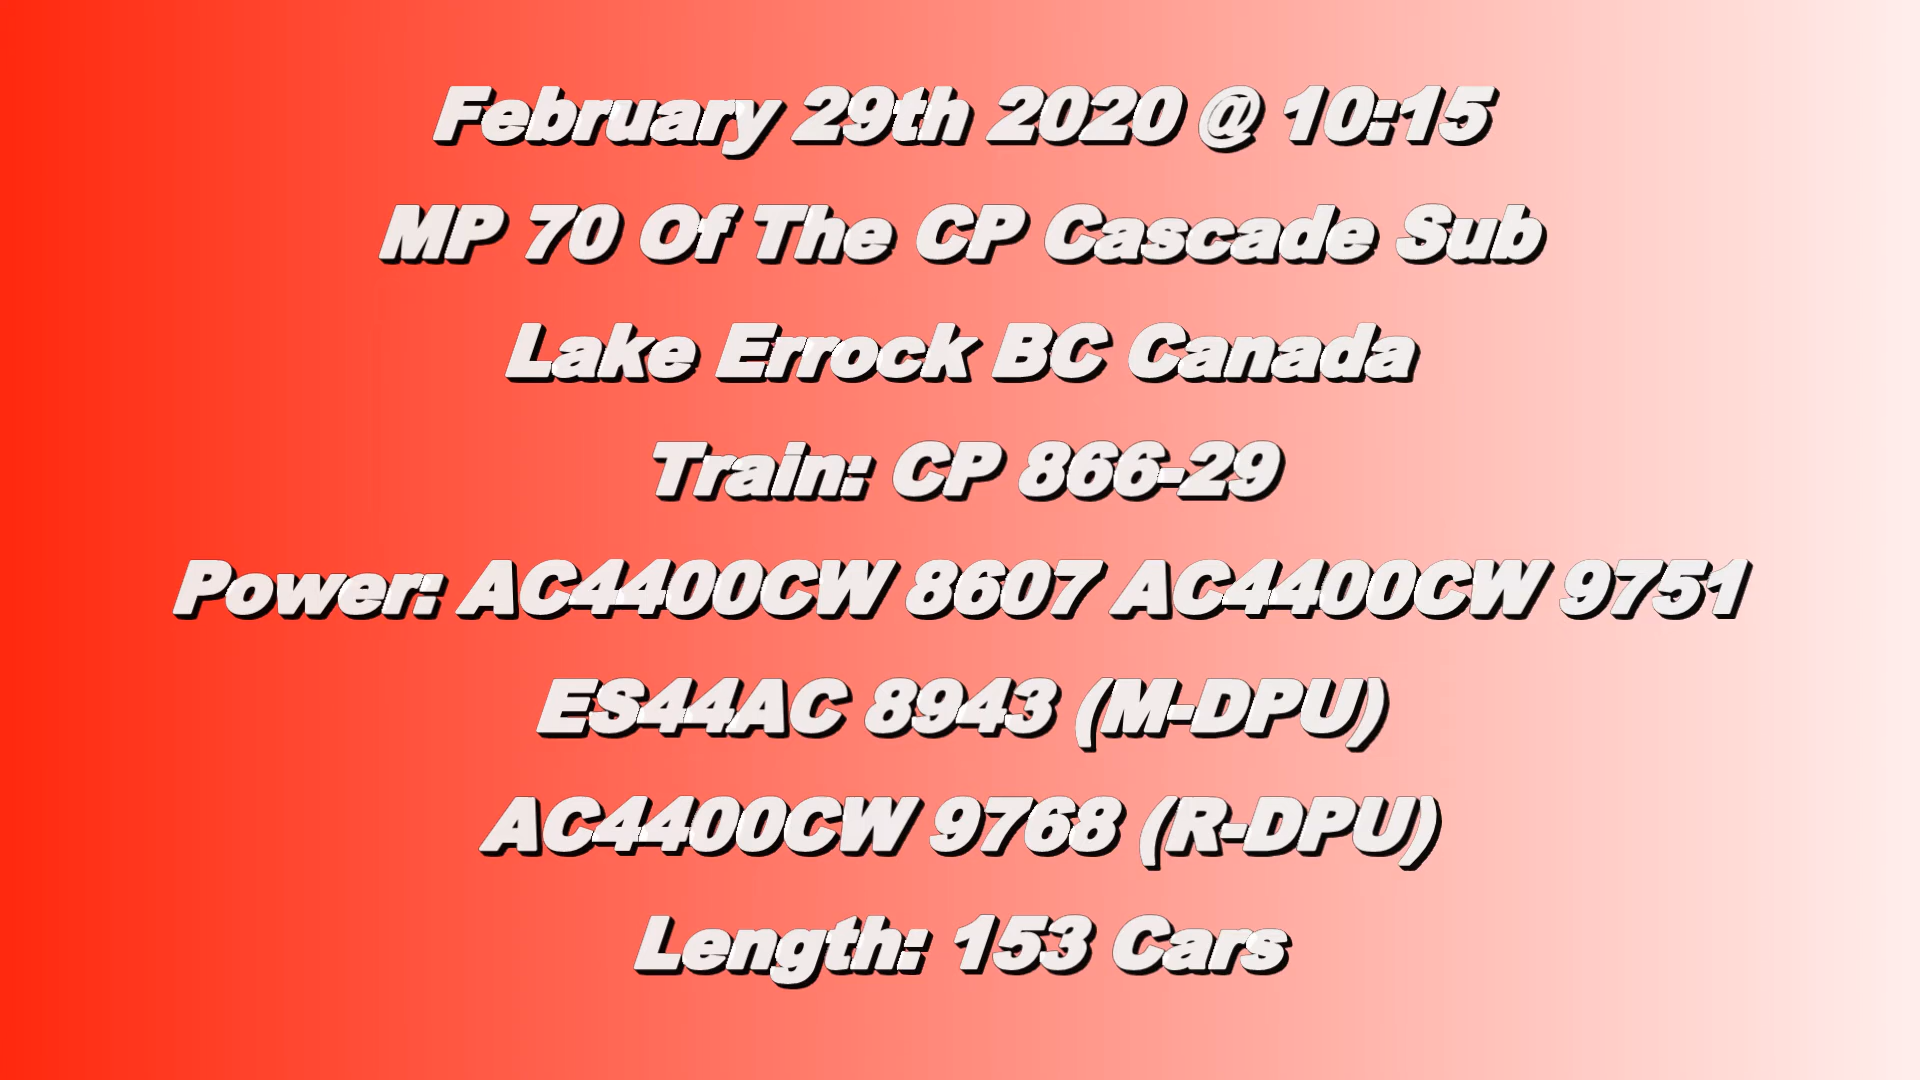 February 29th 2020 @ 10:15
MP 70 Of The CP Cascade Sub
Lake Errock BC Canada
Train: CP 866-29
Power: AC4400CW 8607 AC4400CW 9751
ES44AC 8943 (M-DPU)
AC4400CW 9768 (R-DPU)
Length: 153 Cars